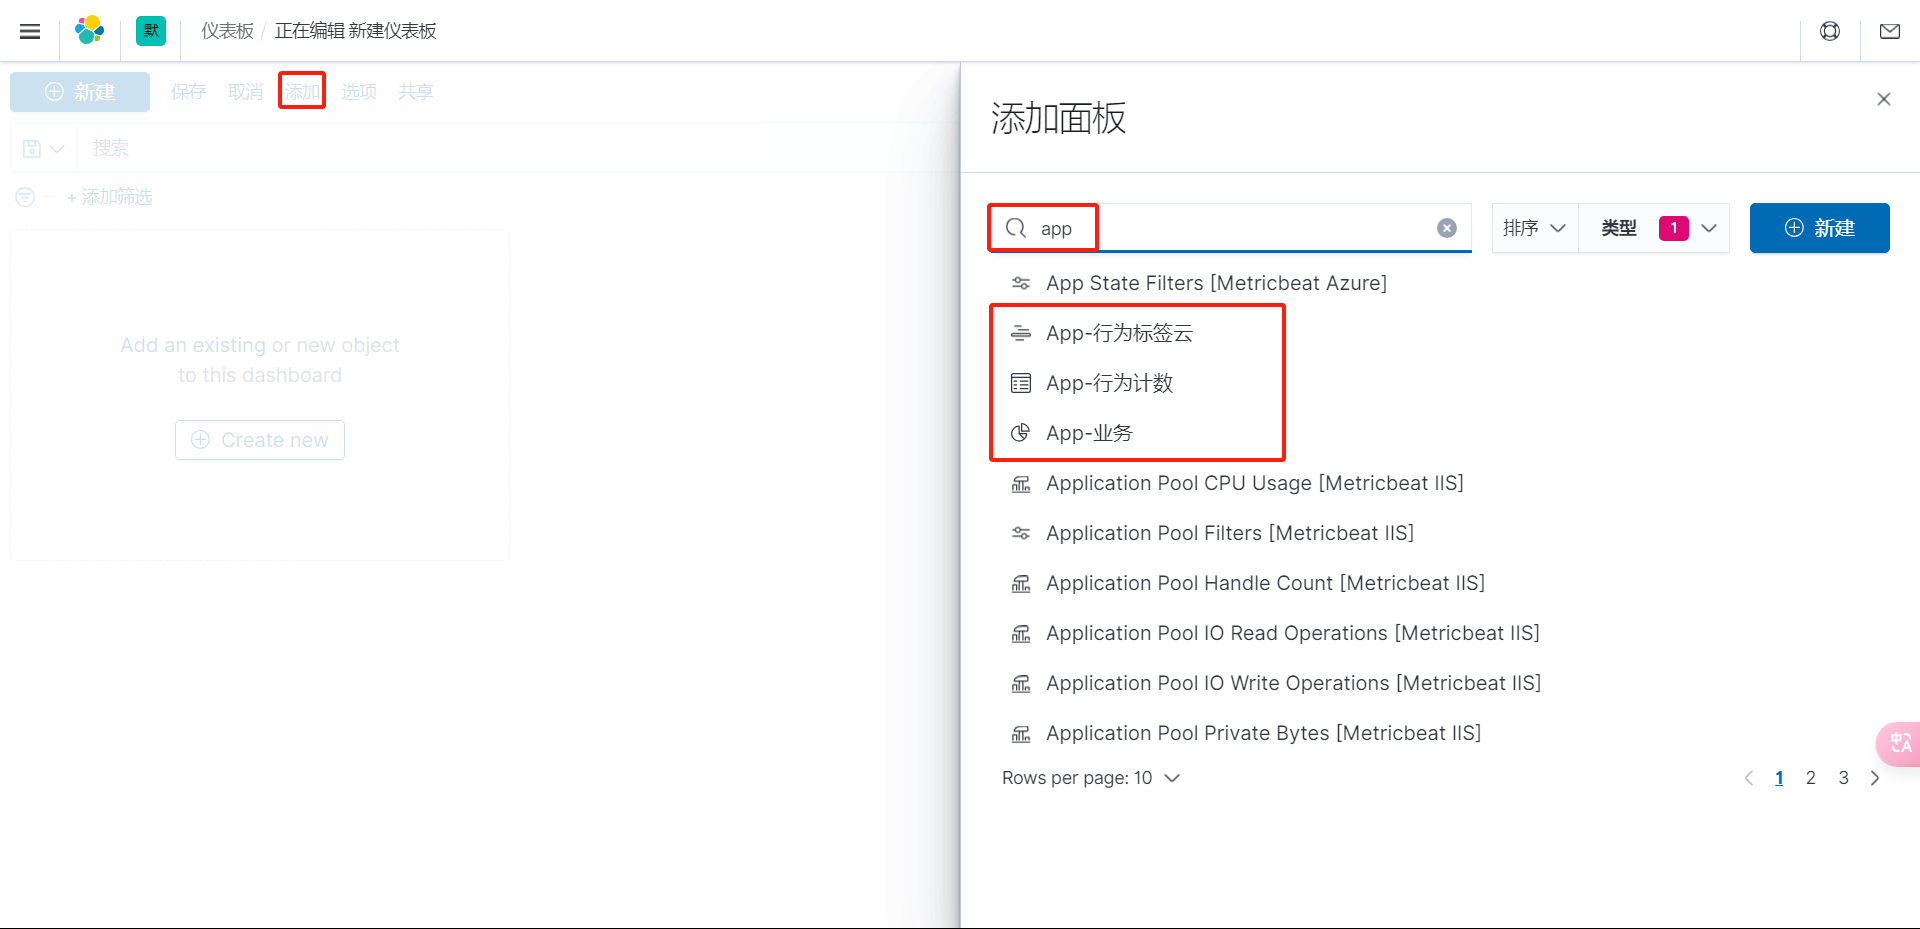 默 仪表板 / 正在编辑 新建仪表板
新建 保存 取消 添加 选项 共享
搜索
+ 添加筛选
Add an existing or new object
to this dashboard
Create new
添加面板
app 排序 类型 1 新建
App State Filters [Metricbeat Azure]
App-行为标签云
App-行为计数
App-业务
Application Pool CPU Usage [Metricbeat IIS]
Application Pool Filters [Metricbeat IIS]
Application Pool Handle Count [Metricbeat IIS]
Application Pool IO Read Operations [Metricbeat IIS]
Application Pool IO Write Operations [Metricbeat IIS]
Application Pool Private Bytes [Metricbeat IIS]
Rows per page: 10 1 2 3
中 A